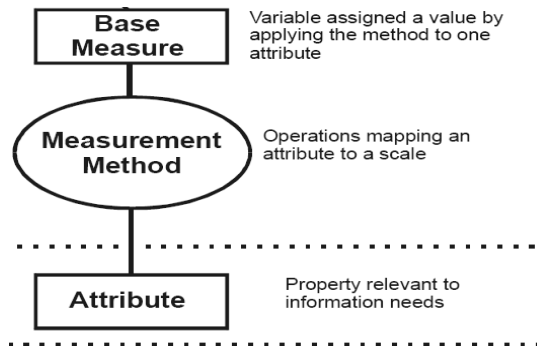 Base
Measure
Variable assigned a value by
applying the method to one
attribute
Measurement
Method
Operations mapping an
attribute to a scale
Attribute
Property relevant to
information needs